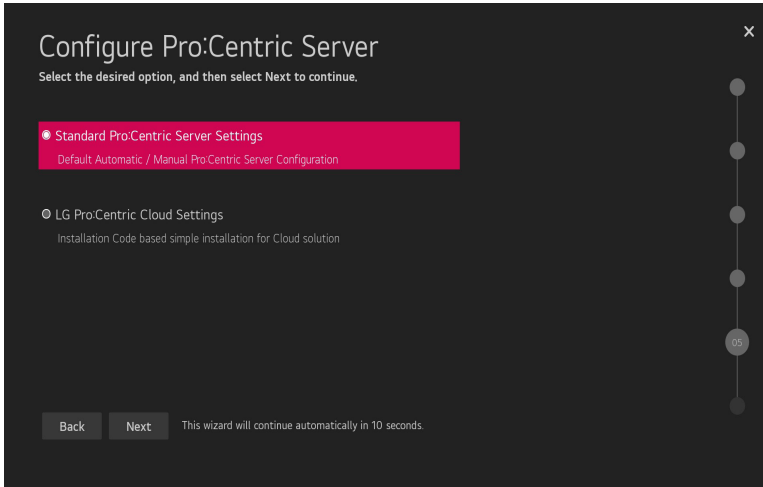 Configure Pro:Centric Server
Select the desired option, and then select Next to continue.
Standard Pro:Centric Server Settings
Default Automatic / Manual Pro:Centric Server Configuration
LG Pro:Centric Cloud Settings
Installation Code based simple installation for Cloud solution
05
Back Next This wizard will continue automatically in 10 seconds.